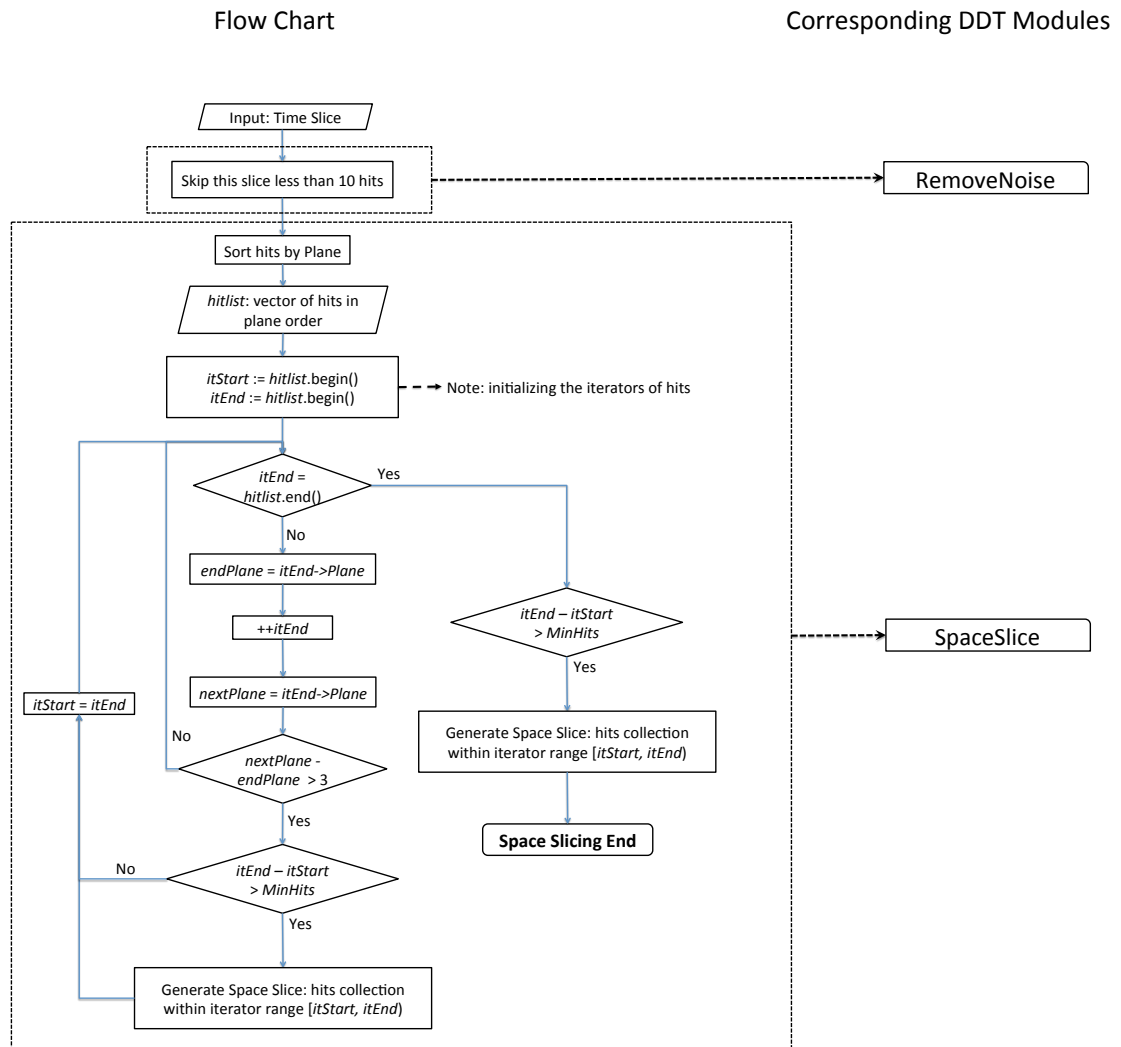 Flow Chart
Corresponding DDT Modules
Input: Time Slice
Skip this slice less than 10 hits
RemoveNoise
Sort hits by Plane
hitlist: vector of hits in
plane order
itStart := hitlist.begin()
itEnd := hitlist.begin()
Note: initializing the iterators of hits
itEnd =
hitlist.end()
Yes
No
endPlane = itEnd->Plane
++itEnd
itEnd – itStart
> MinHits
SpaceSlice
Yes
nextPlane = itEnd->Plane
itStart = itEnd
No
nextPlane -
endPlane > 3
Generate Space Slice: hits collection
within iterator range [itStart, itEnd)
Yes
Space Slicing End
No
itEnd – itStart
> MinHits
Yes
Generate Space Slice: hits collection
within iterator range [itStart, itEnd)